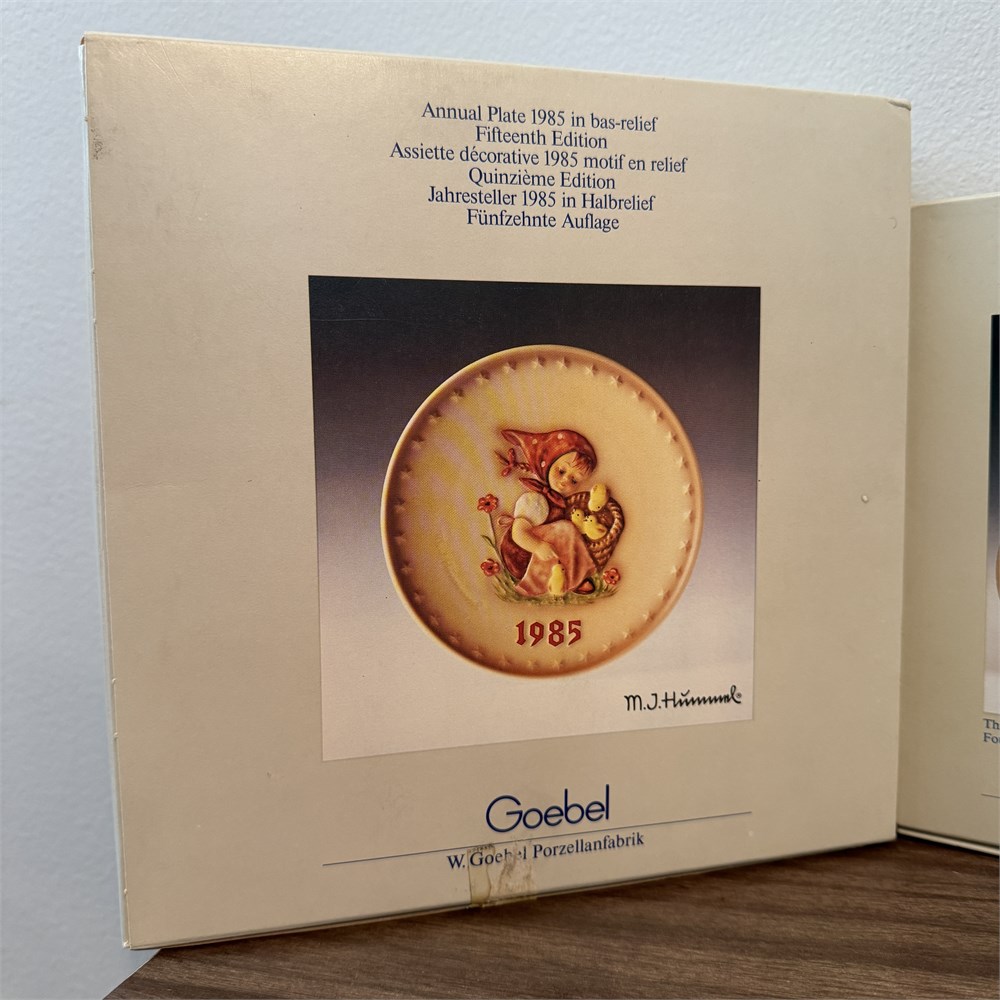 Annual Plate 1985 in bas-relief
Fifteenth Edition
Assiette décorative 1985 motif en relief
Quinzième Edition
Jahresteller 1985 in Halbrelief
Fünfzehnte Auflage
1985
M.J.Hümmel®
Goebel
W. Goebel Porzellanfabrik